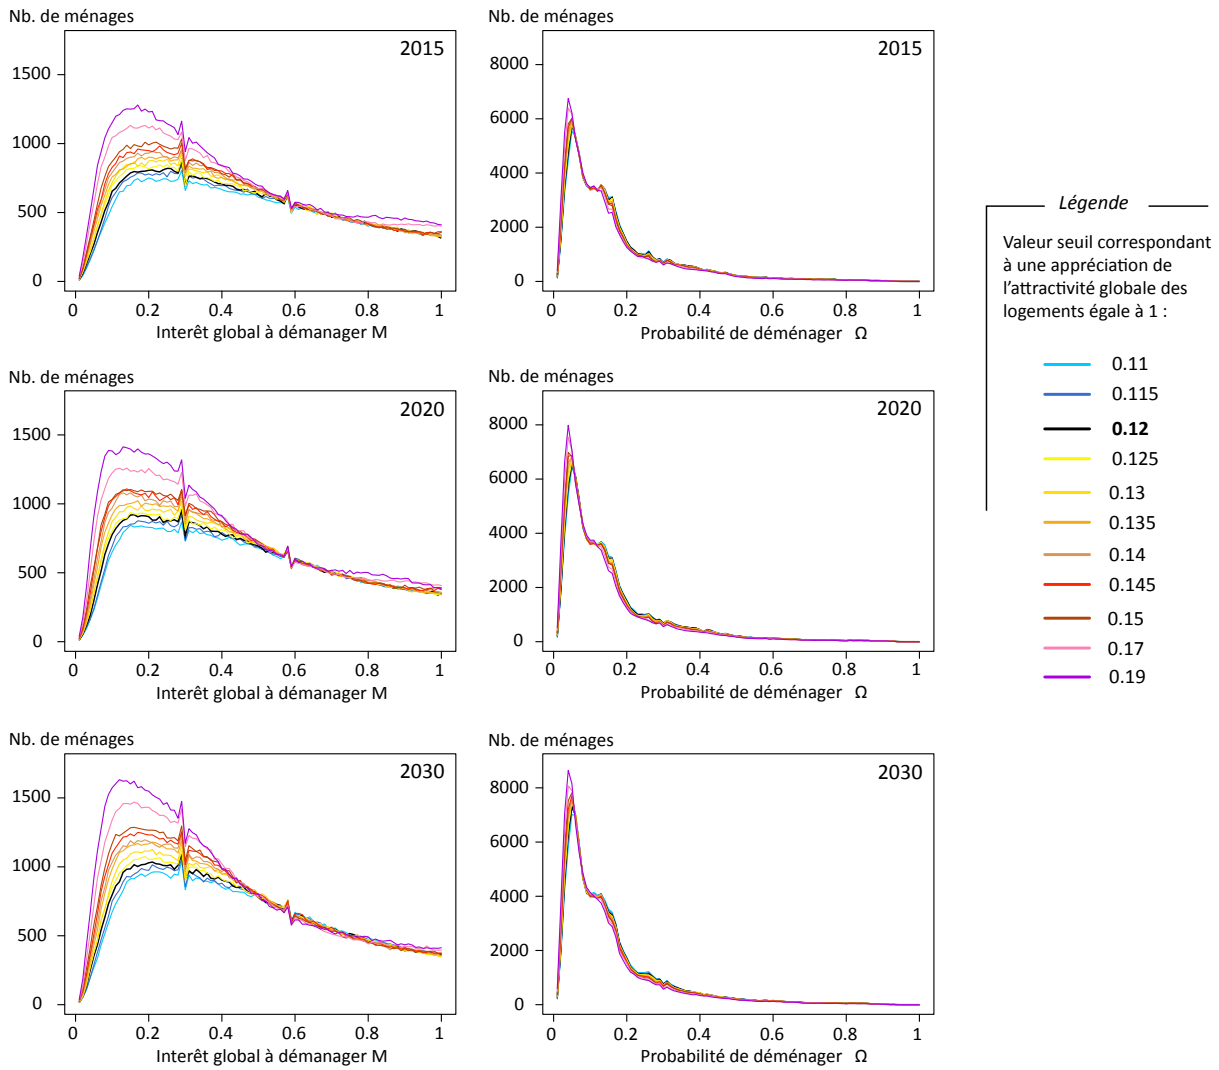 Nb. de ménages
2015
1500
1000
500
0
0 0.2 0.4 0.6 0.8 1
Interêt global à démanager M
Nb. de ménages
2015
8000
6000
4000
2000
0
0 0.2 0.4 0.6 0.8 1
Probabilité de déménager Ω
Nb. de ménages
2020
1500
1000
500
0
0 0.2 0.4 0.6 0.8 1
Interêt global à démanager M
Nb. de ménages
2020
8000
6000
4000
2000
0
0 0.2 0.4 0.6 0.8 1
Probabilité de déménager Ω
Nb. de ménages
2030
1500
1000
500
0
0 0.2 0.4 0.6 0.8 1
Interêt global à démanager M
Nb. de ménages
2030
8000
6000
4000
2000
0
0 0.2 0.4 0.6 0.8 1
Probabilité de déménager Ω
Légende
Valeur seuil correspondant
à une appréciation de
l'attractivité globale des
logements égale à 1 :
0.11
0.115
0.12
0.125
0.13
0.135
0.14
0.145
0.15
0.17
0.19